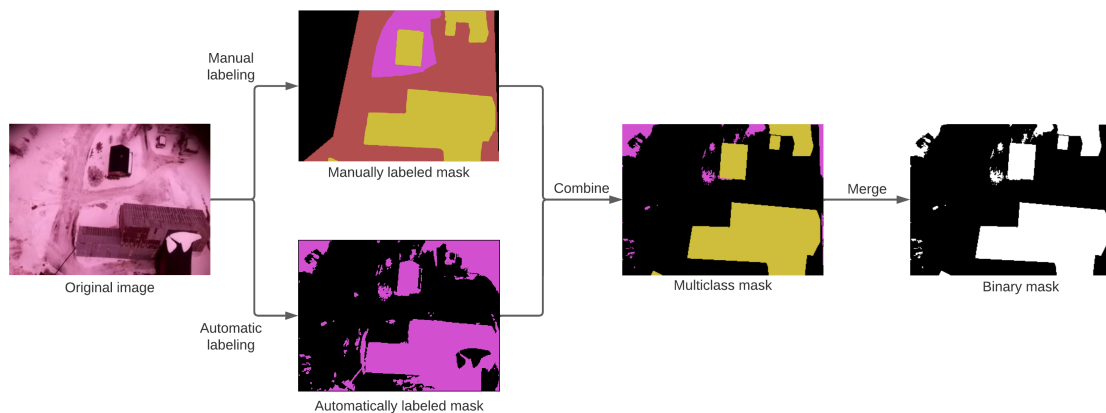 Manual
labeling
Manually labeled mask
Original image
Automatic
labeling
Automatically labeled mask
Combine
Multiclass mask
Merge
Binary mask